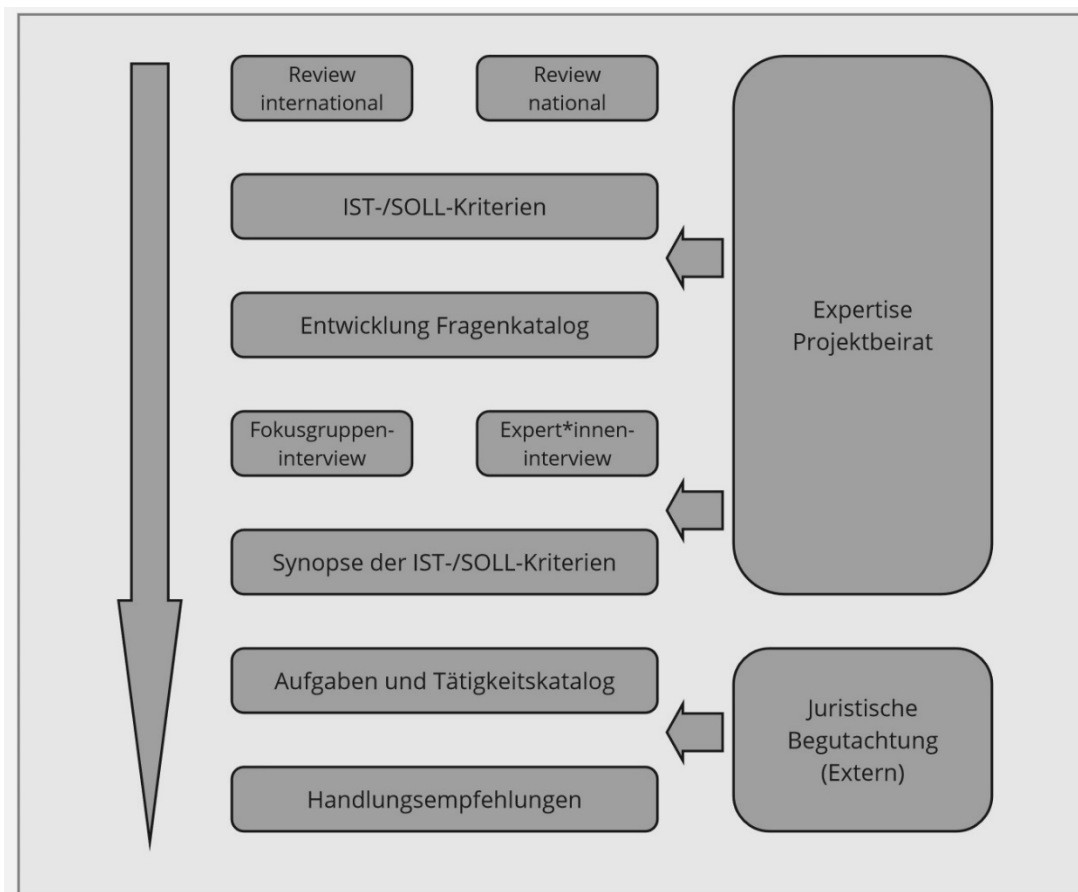 Review
international
Review
national
IST-/SOLL-Kriterien
Entwicklung Fragenkatalog
Fokusgruppen-
interview
Expert*innen-
interview
Synopse der IST-/SOLL-Kriterien
Aufgaben und Tätigkeitskatalog
Handlungsempfehlungen
Expertise
Projektbeirat
Juristische
Begutachtung
(Extern)